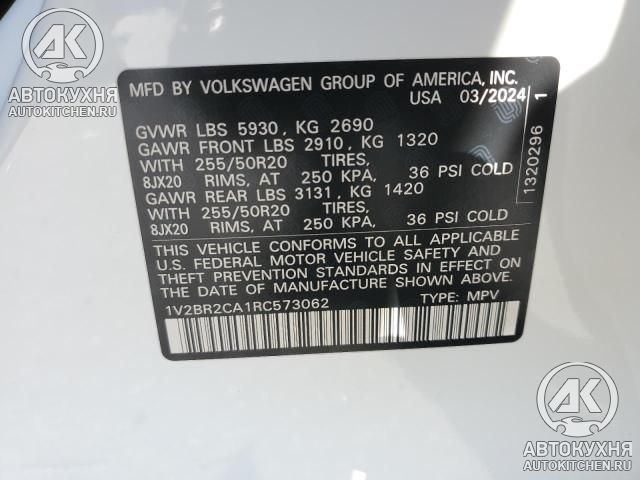 АК
АВТОКУХНЯ
AUTOKITCHEN.RU
MFD BY VOLKSWAGEN GROUP OF AMERICA, INC.
USA 03/2024
GVWR LBS 5930, KG 2690
GAWR FRONT LBS 2910, KG 1320
WITH 255/50R20 TIRES,
8JX20 RIMS, AT 250 KPA, 36 PSI COLD
GAWR REAR LBS 3131, KG 1420
WITH 255/50R20 TIRES,
8JX20 RIMS, AT 250 KPA, 36 PSI COLD
THIS VEHICLE CONFORMS TO ALL APPLICABLE
U.S. FEDERAL MOTOR VEHICLE SAFETY AND
THEFT PREVENTION STANDARDS IN EFFECT ON
THE DATE OF MANUFACTURE SHOWN ABOVE.
1V2BR2CA1RC573062 TYPE: MPV
1320296 1
АК
АВТОКУХНЯ
AUTOKITCHEN.RU